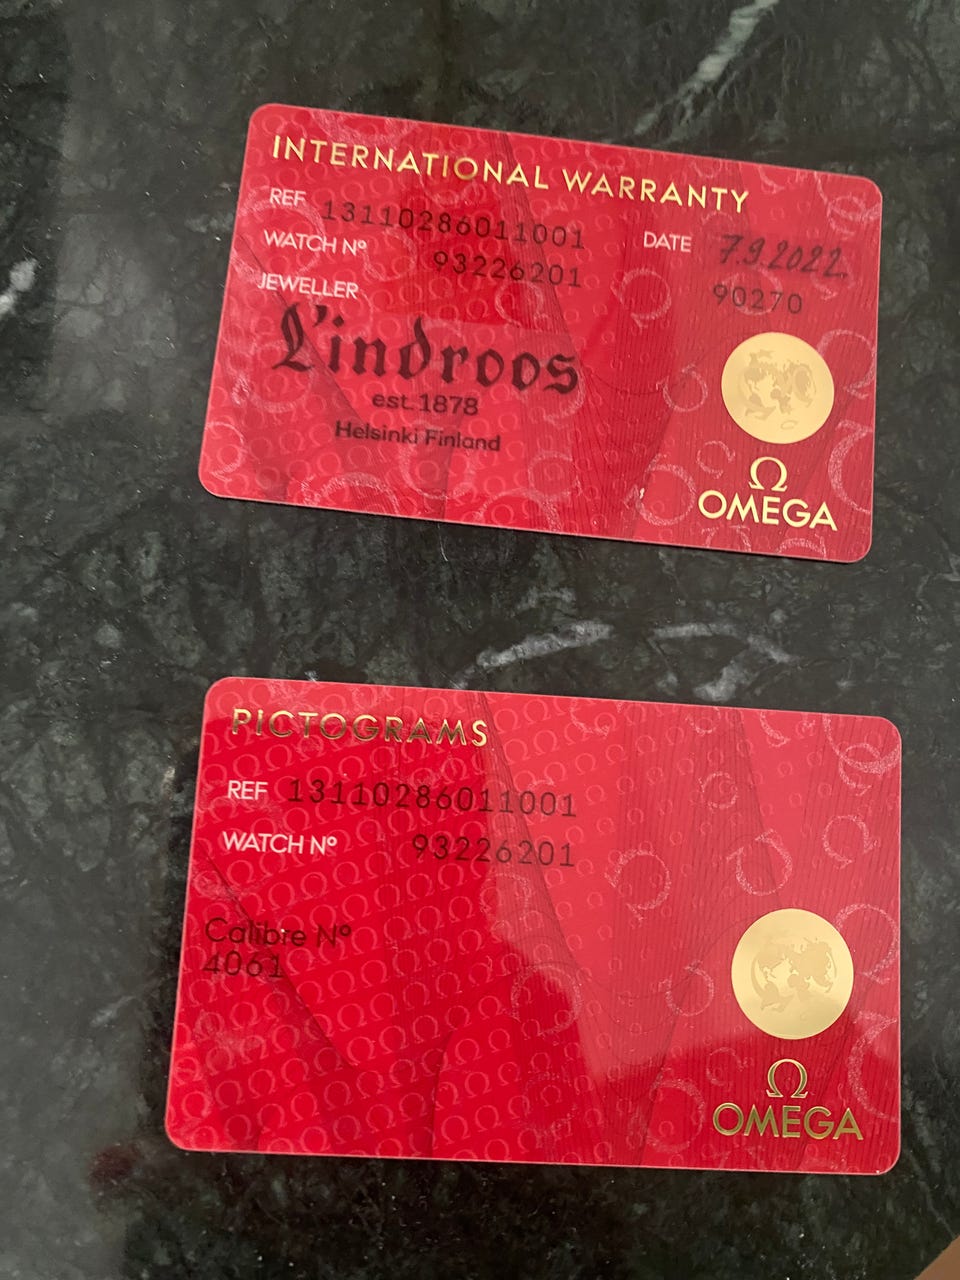 INTERNATIONAL WARRANTY
REF 13110286011001
WATCH Nº 93226201
DATE 7.9.2022.
90270
JEWELLER
L'indroos
est. 1878
Helsinki Finland
Ω
OMEGA
PICTOGRAMS
REF 13110286011001
WATCH Nº 93226201
Calibre Nº
4061
Ω
OMEGA